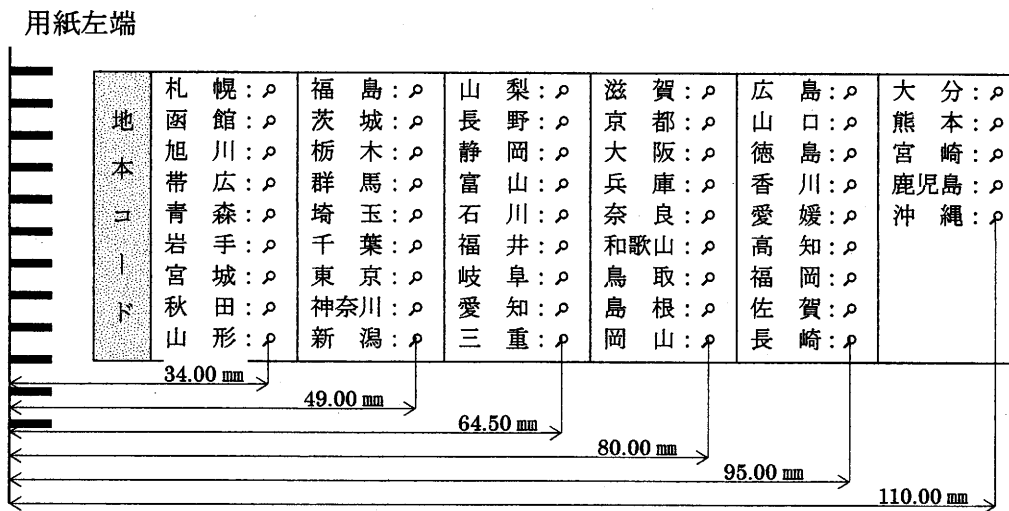 用紙左端
地本コード
札幌:ρ 福島:ρ 山梨:ρ 滋賀:ρ 広島:ρ 大分:ρ
函館:ρ 茨城:ρ 長野:ρ 京都:ρ 山口:ρ 熊本:ρ
旭川:ρ 栃木:ρ 静岡:ρ 大阪:ρ 徳島:ρ 宮崎:ρ
帯広:ρ 群馬:ρ 富山:ρ 兵庫:ρ 香川:ρ 鹿児島:ρ
青森:ρ 埼玉:ρ 石川:ρ 奈良:ρ 愛媛:ρ 沖縄:ρ
岩手:ρ 千葉:ρ 福井:ρ 和歌山:ρ 高知:ρ
宮城:ρ 東京:ρ 岐阜:ρ 鳥取:ρ 福岡:ρ
秋田:ρ 神奈川:ρ 愛知:ρ 島根:ρ 佐賀:ρ
山形:ρ 新潟:ρ 三重:ρ 岡山:ρ 長崎:ρ
34.00 mm
49.00 mm
64.50 mm
80.00 mm
95.00 mm
110.00 mm